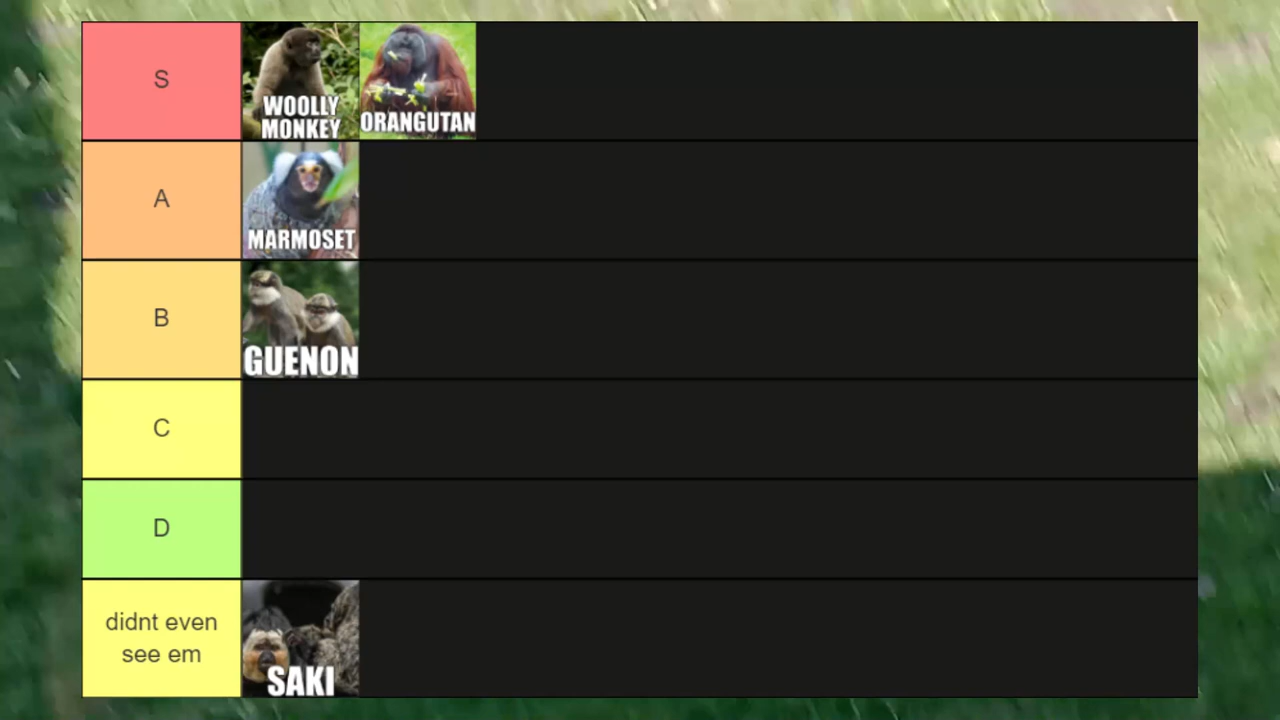 S
WOOLLY
MONKEY
ORANGUTAN
A
MARMOSET
B
GUENON
C
D
didnt even
see em
SAKI